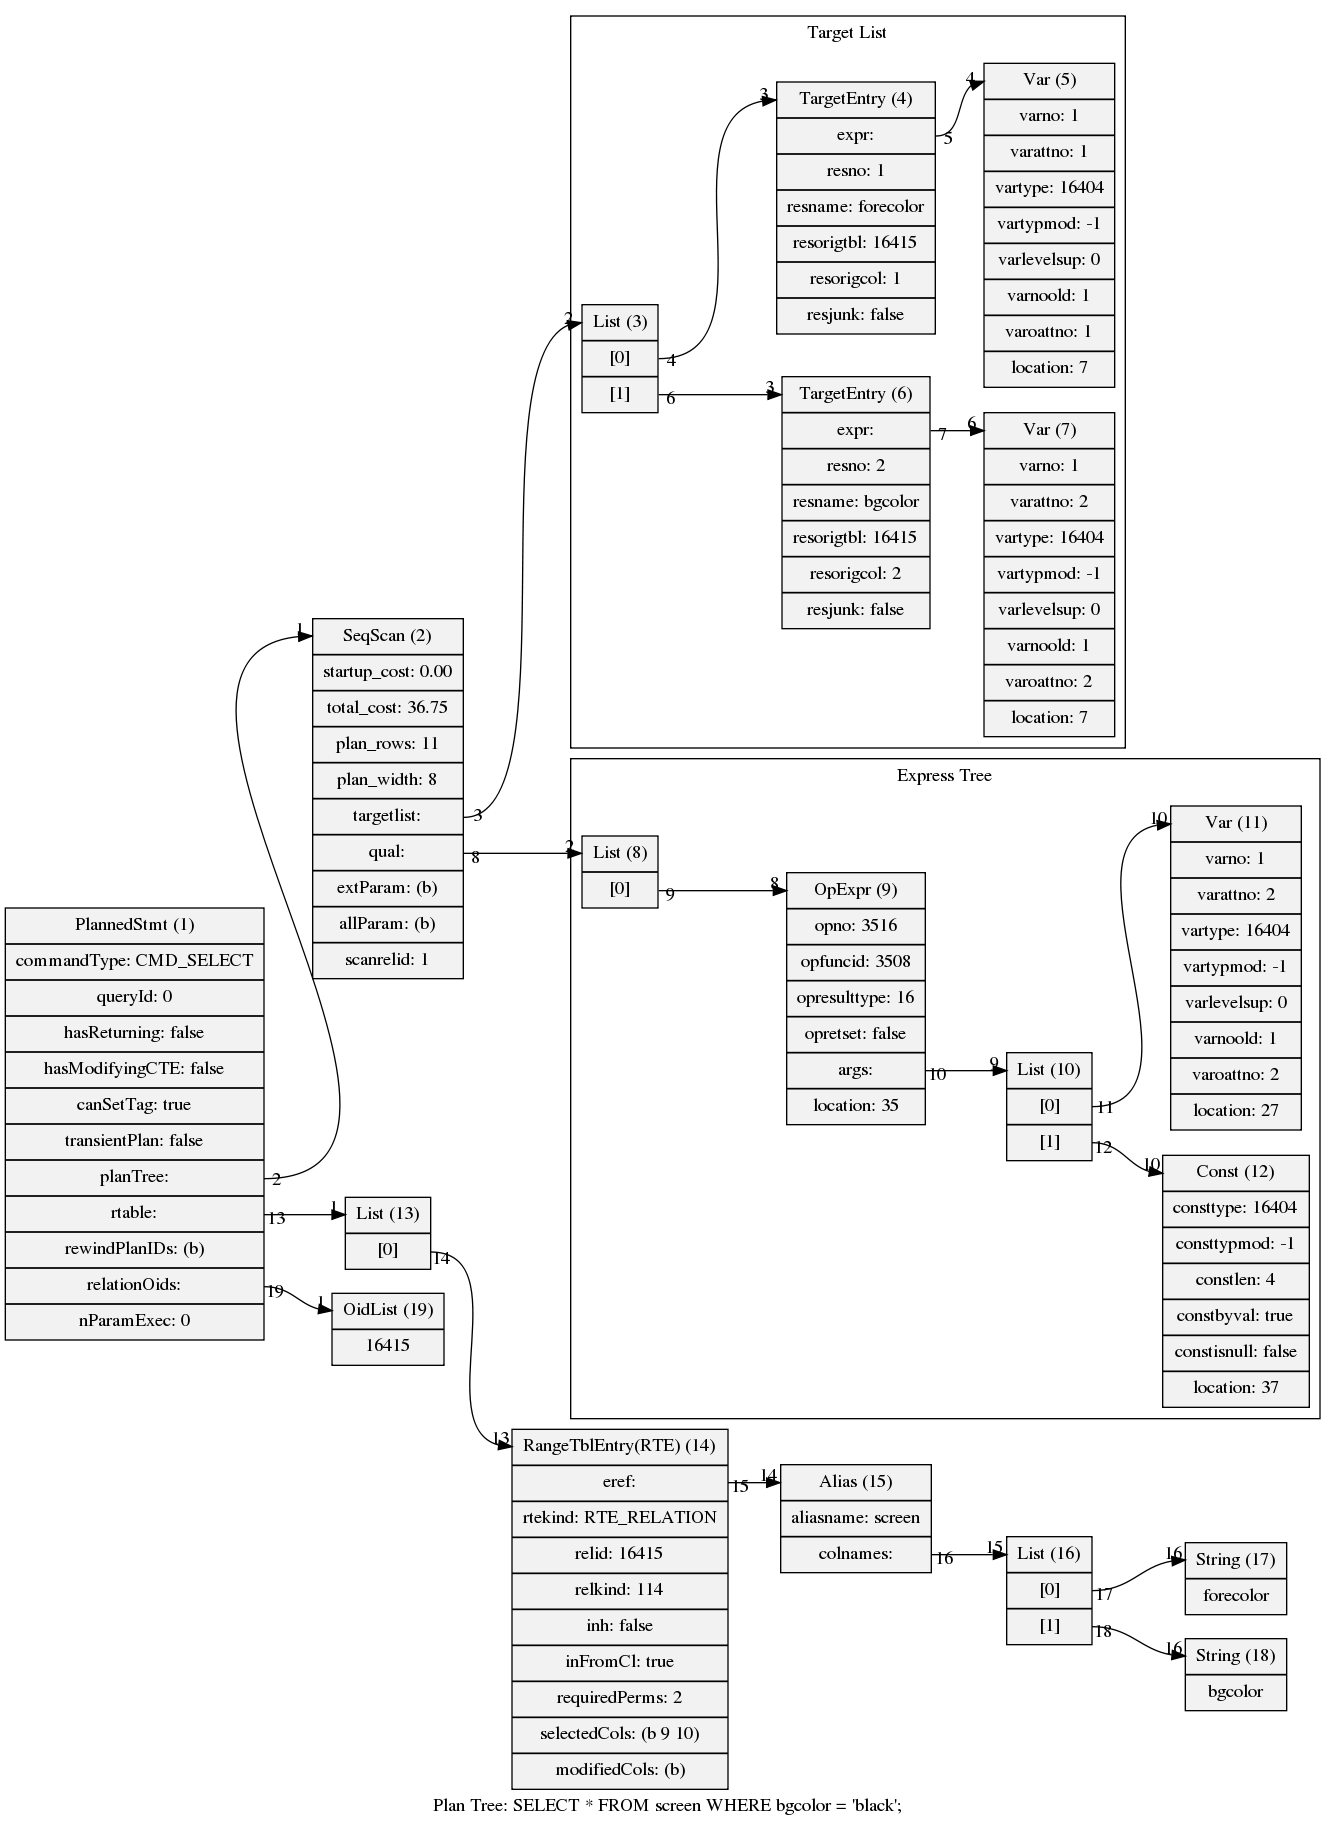 Target List
List (3)
[0]
[1]
TargetEntry (4)
expr:
resno: 1
resname: forecolor
resorigtbl: 16415
resorigcol: 1
resjunk: false
Var (5)
varno: 1
varattno: 1
vartype: 16404
vartypmod: -1
varlevelsup: 0
varnoold: 1
varoattno: 1
location: 7
TargetEntry (6)
expr:
resno: 2
resname: bgcolor
resorigtbl: 16415
resorigcol: 2
resjunk: false
Var (7)
varno: 1
varattno: 2
vartype: 16404
vartypmod: -1
varlevelsup: 0
varnoold: 1
varoattno: 2
location: 7
2
4
3
5
4
6
3
7
6
SeqScan (2)
startup_cost: 0.00
total_cost: 36.75
plan_rows: 11
plan_width: 8
targetlist:
qual:
extParam: (b)
allParam: (b)
scanrelid: 1
1
3
8
Express Tree
List (8)
[0]
OpExpr (9)
opno: 3516
opfuncid: 3508
opresulttype: 16
opretset: false
args:
location: 35
List (10)
[0]
[1]
Var (11)
varno: 1
varattno: 2
vartype: 16404
vartypmod: -1
varlevelsup: 0
varnoold: 1
varoattno: 2
location: 27
Const (12)
consttype: 16404
consttypmod: -1
constlen: 4
constbyval: true
constisnull: false
location: 37
2
9
8
10
9
11
10
12
10
PlannedStmt (1)
commandType: CMD_SELECT
queryId: 0
hasReturning: false
hasModifyingCTE: false
canSetTag: true
transientPlan: false
planTree:
rtable:
rewindPlanIDs: (b)
relationOids:
nParamExec: 0
2
13
1
19
1
List (13)
[0]
14
OidList (19)
16415
13
RangeTblEntry(RTE) (14)
eref:
rtekind: RTE_RELATION
relid: 16415
relkind: 114
inh: false
inFromCl: true
requiredPerms: 2
selectedCols: (b 9 10)
modifiedCols: (b)
15
14
Alias (15)
aliasname: screen
colnames:
16
15
List (16)
[0]
[1]
17
16
18
16
String (17)
forecolor
String (18)
bgcolor
Plan Tree: SELECT * FROM screen WHERE bgcolor = 'black';